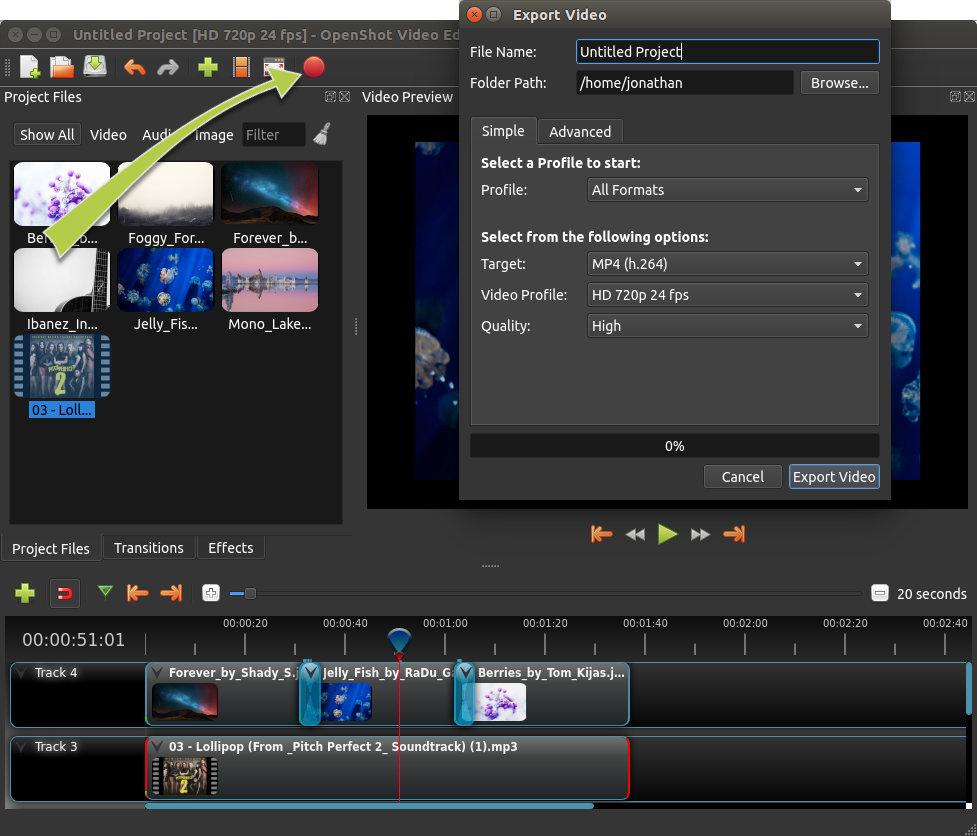 Export Video
Untitled Project [HD 720p 24 fps] - OpenShot Video Ed
File Name: Untitled Project
Folder Path: /home/jonathan Browse...
Project Files
Video Preview
Simple Advanced
Show All Video Audi Image Filter
Select a Profile to start:
Profile: All Formats
Select from the following options:
Target: MP4 (h.264)
Video Profile: HD 720p 24 fps
Quality: High
0%
Cancel Export Video
Ber b...
Foggy_For...
Forever_b...
Ibanez_In...
Jelly_Fis...
Mono_Lake...
2
03 - Loll...
Project Files Transitions Effects
20 seconds
00:00:51:01
00:00:20 00:00:40 00:01:00 00:01:20 00:01:40 00:02:00 00:02:20 00:02:40
Track 4
Forever_by_Shady_S.j
Jelly_Fish_by_RaDu_G.
Berries_by_Tom_Kijas.j...
Track 3
03 - Lollipop (From _Pitch Perfect 2_ Soundtrack) (1).mp3
2